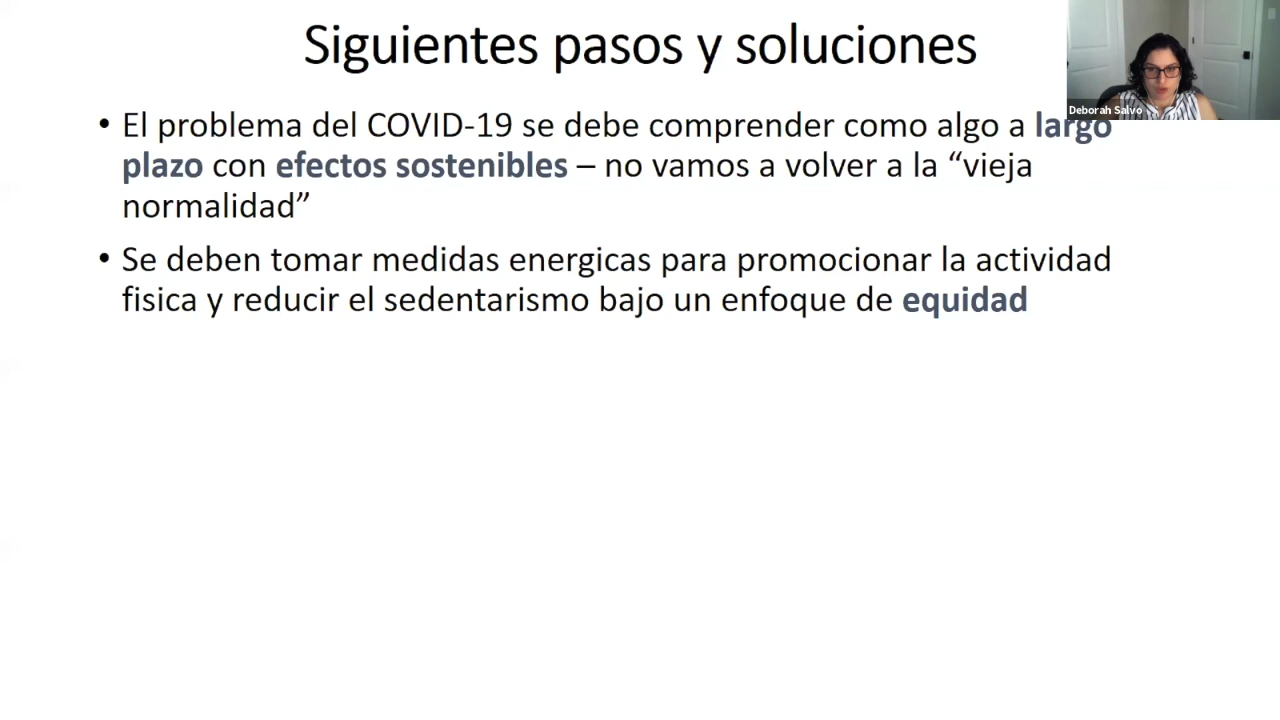 Siguientes pasos y soluciones
Deborah Salvo
• El problema del COVID-19 se debe comprender como algo a largo
plazo con efectos sostenibles – no vamos a volver a la “vieja
normalidad”
• Se deben tomar medidas energicas para promocionar la actividad
fisica y reducir el sedentarismo bajo un enfoque de equidad